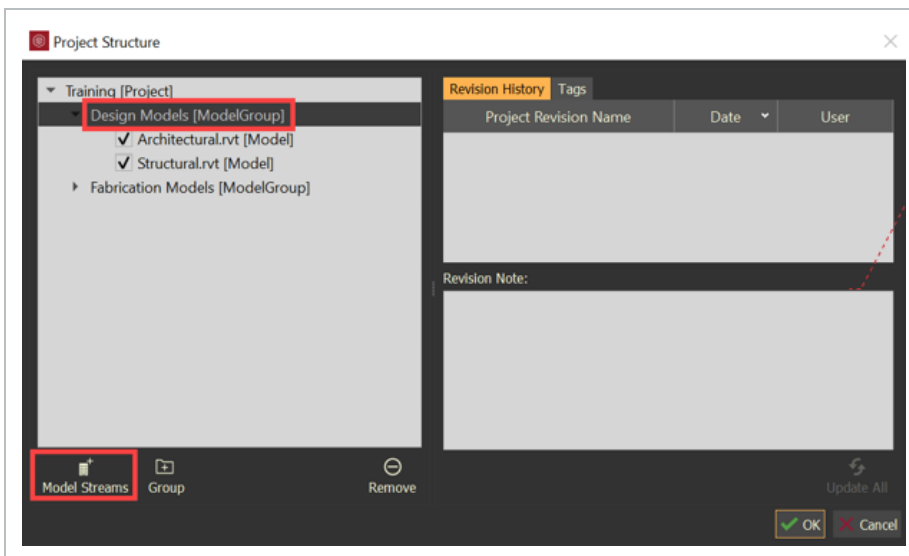 Project Structure
Training [Project]
Design Models [ModelGroup]
Architectural.rvt [Model]
Structural.rvt [Model]
Fabrication Models [ModelGroup]
Model Streams
Group
Remove
Revision History
Tags
Project Revision Name
Date
User
Revision Note:
Update All
OK
Cancel